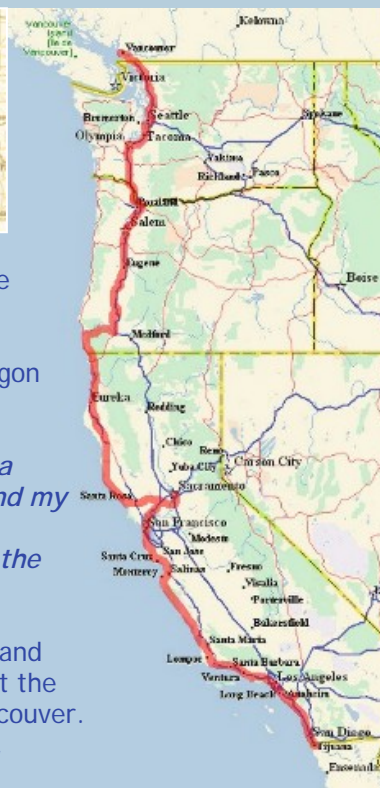 Vancouver
Island
[Île de
Vancouver]
Kelowna
Vancouver
Victoria
Seattle
Bremerton
Spokane
Olympia
Tacoma
Yakima
Richland
Pasco
Portland
Salem
Eugene
Boise
Medford
Eureka
Redding
Chico
Reno
Yuba City
Carson City
Sacramento
Santa Rosa
San Francisco
Modesto
Santa Cruz
San Jose
Fresno
Monterey
Salinas
Visalia
Porterville
Bakersfield
Santa Maria
Lompoc
Santa Barbara
Ventura
Los Angeles
Long Beach
Anaheim
San Diego
Tijuana
Ensenada
e
gon
a
nd my
the
and
t the
couver.